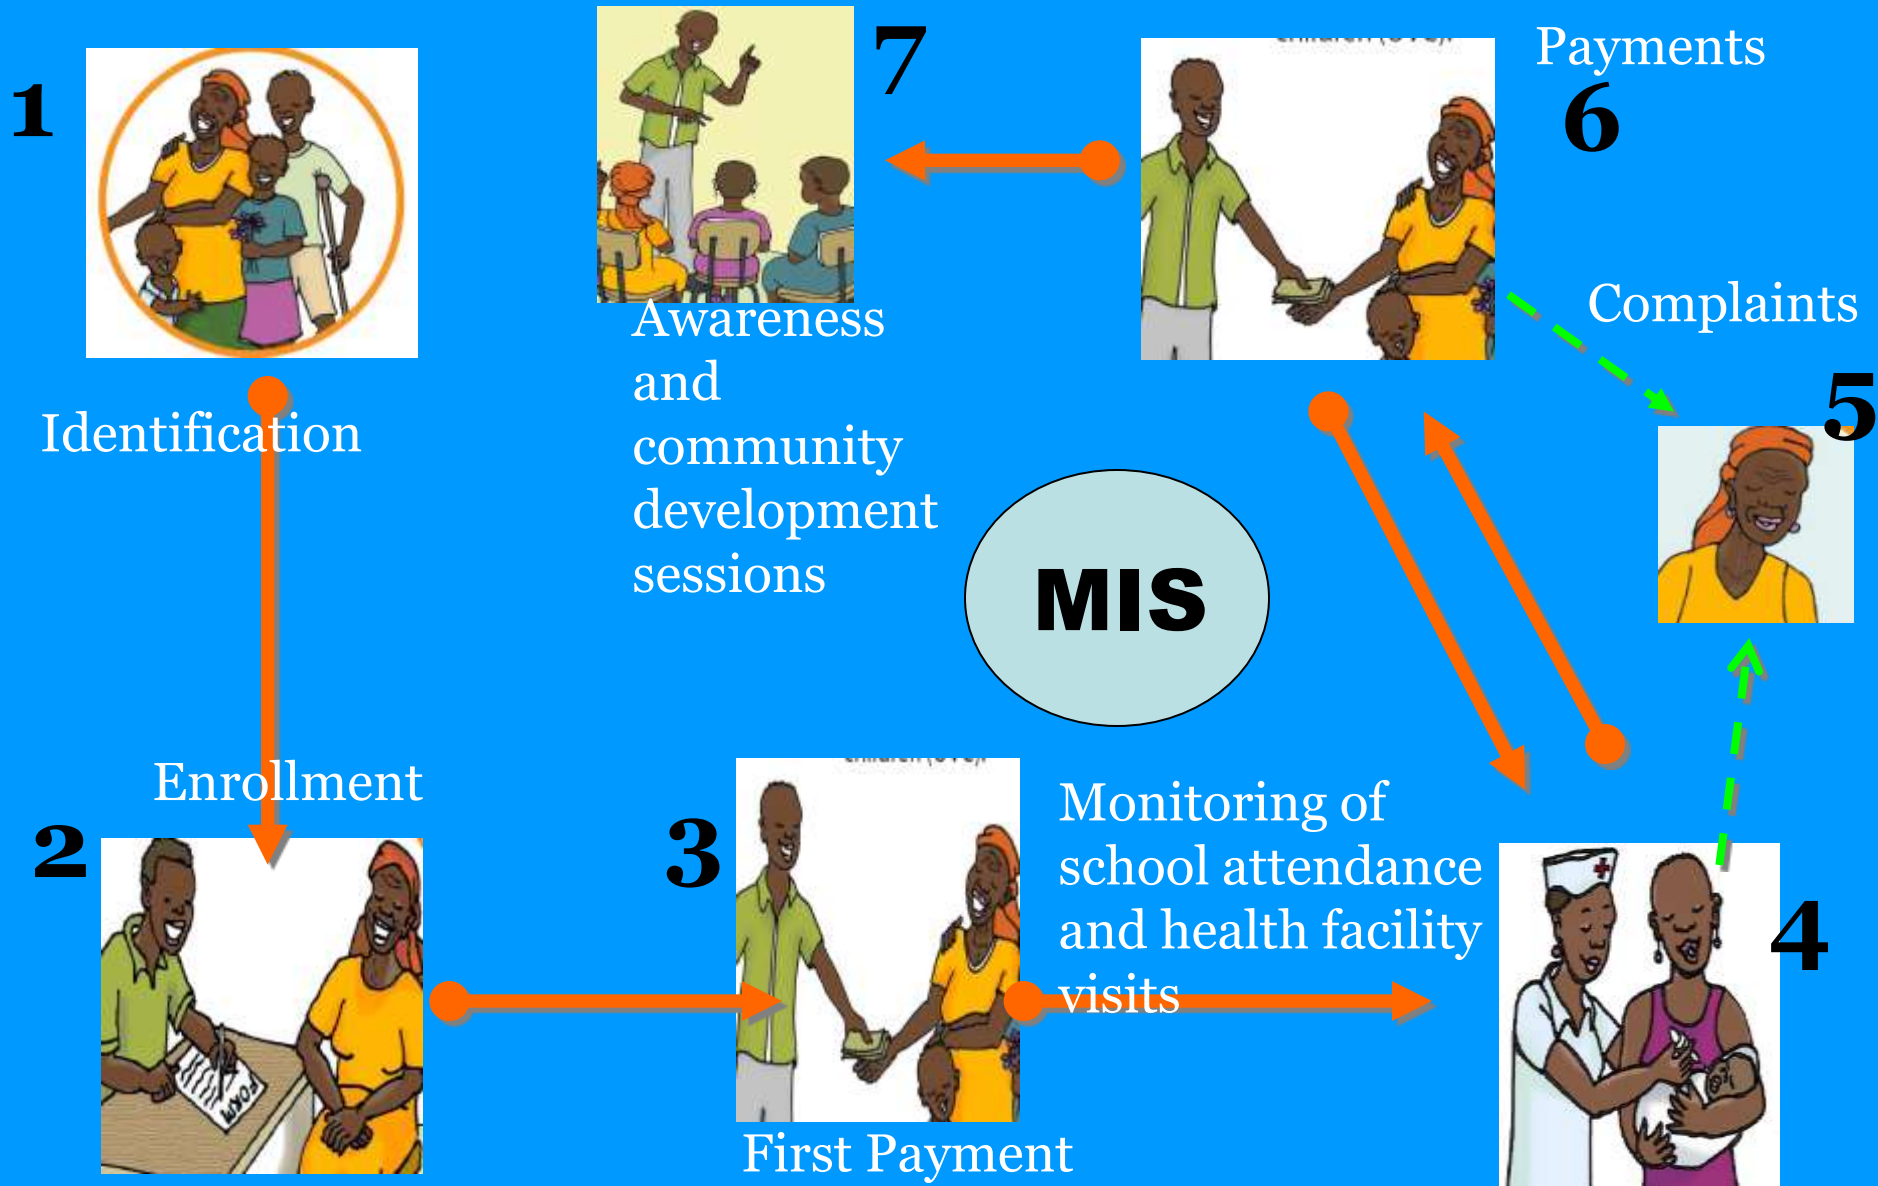 1
Identification
7
Awareness
and
community
development
sessions
Payments
6
Complaints
5
MIS
Enrollment
2
FORM
3
First Payment
Monitoring of
school attendance
and health facility
visits
4